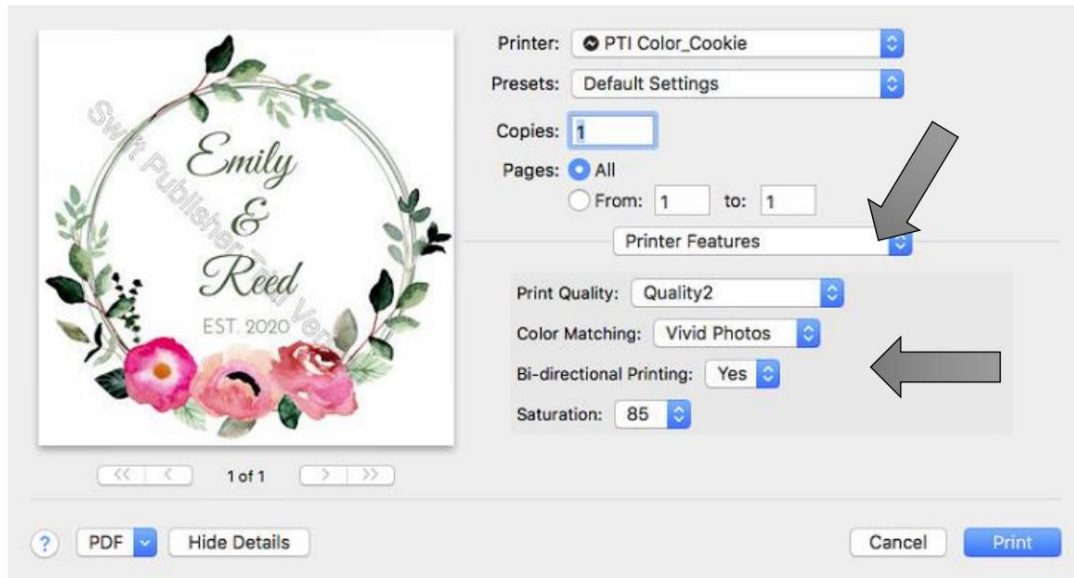 Emily
&
Reed
EST. 2020
Swift Publisher Trial Vers
1 of 1
Printer: PTI Color_Cookie
Presets: Default Settings
Copies: 1
Pages: All
From: 1 to: 1
Printer Features
Print Quality: Quality2
Color Matching: Vivid Photos
Bi-directional Printing: Yes
Saturation: 85
? PDF Hide Details Cancel Print